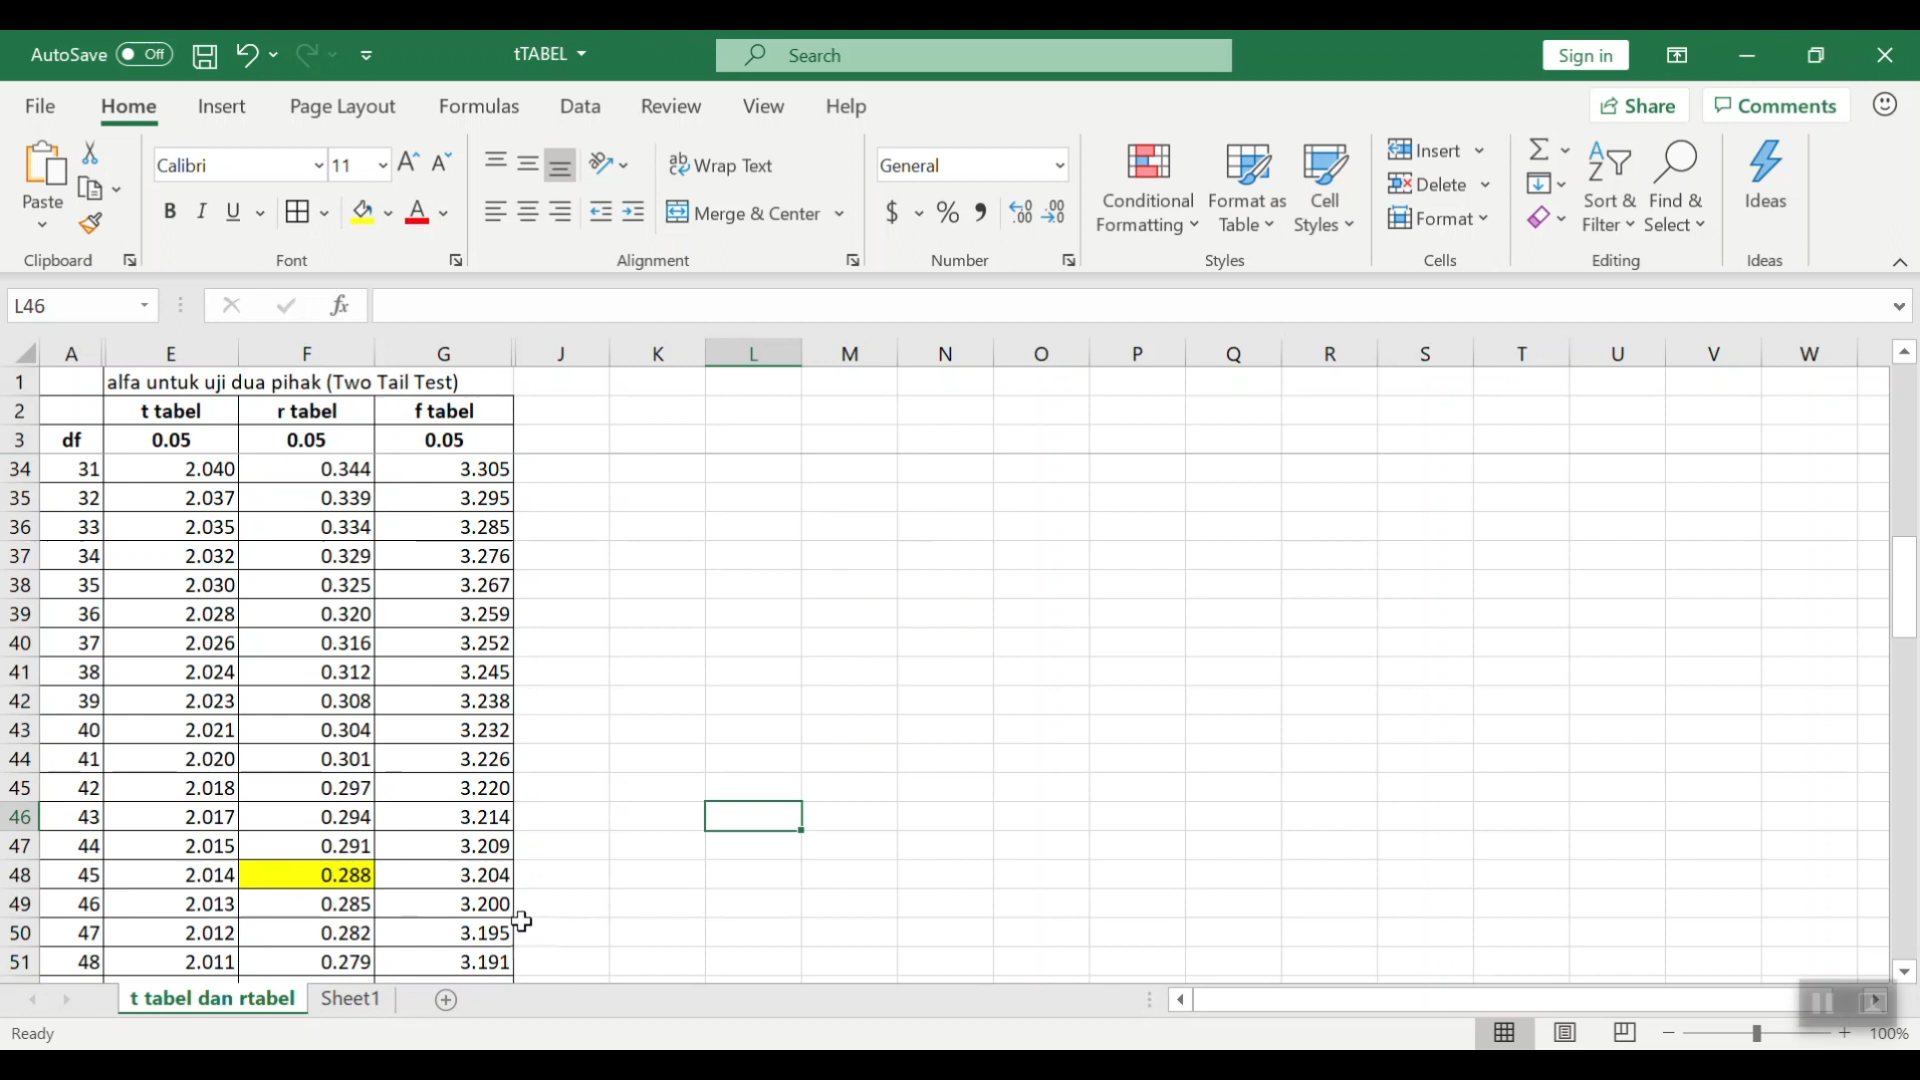 AutoSave Off tTABEL Search Sign in
File Home Insert Page Layout Formulas Data Review View Help Share Comments
Paste Calibri 11 Wrap Text General Conditional Formatting Format as Table Cell Styles Insert Sort & Filter Find & Select Ideas
B I U Merge & Center $ % Delete
Format
Clipboard Font Alignment Number Styles Cells Editing Ideas
L46 fx
A E F G J K L M N O P Q R S T U V W
1 alfa untuk uji dua pihak (Two Tail Test)
2 t tabel r tabel f tabel
3 df 0.05 0.05 0.05
34 31 2.040 0.344 3.305
35 32 2.037 0.339 3.295
36 33 2.035 0.334 3.285
37 34 2.032 0.329 3.276
38 35 2.030 0.325 3.267
39 36 2.028 0.320 3.259
40 37 2.026 0.316 3.252
41 38 2.024 0.312 3.245
42 39 2.023 0.308 3.238
43 40 2.021 0.304 3.232
44 41 2.020 0.301 3.226
45 42 2.018 0.297 3.220
46 43 2.017 0.294 3.214
47 44 2.015 0.291 3.209
48 45 2.014 0.288 3.204
49 46 2.013 0.285 3.200
50 47 2.012 0.282 3.195
51 48 2.011 0.279 3.191
t tabel dan rtabel Sheet1
Ready 100%